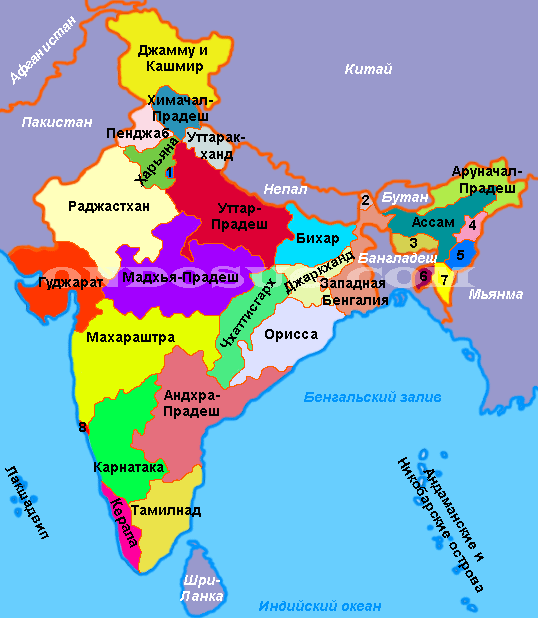 Афганистан
Джамму и
Кашмир
Китай
Химачал-
Прадеш
Пакистан
Пенджаб
Уттарак-
ханд
Харьяна
1
Непал
2
Бутан
Аруначал-
Прадеш
Раджастхан
Уттар-
Прадеш
Бихар
Ассам
4
3
5
Бангладеш
Гуджарат
Мадхья-Прадеш
Джаркханд
Западная
Бенгалия
6
7
Мьянма
Чхаттисгарх
Орисса
Махараштра
Андхра-
Прадеш
Бенгальский залив
8
Карнатака
Лакшадвип
Керала
Тамилнад
Андаманские и
Никобарские острова
Шри-
Ланка
Индийский океан